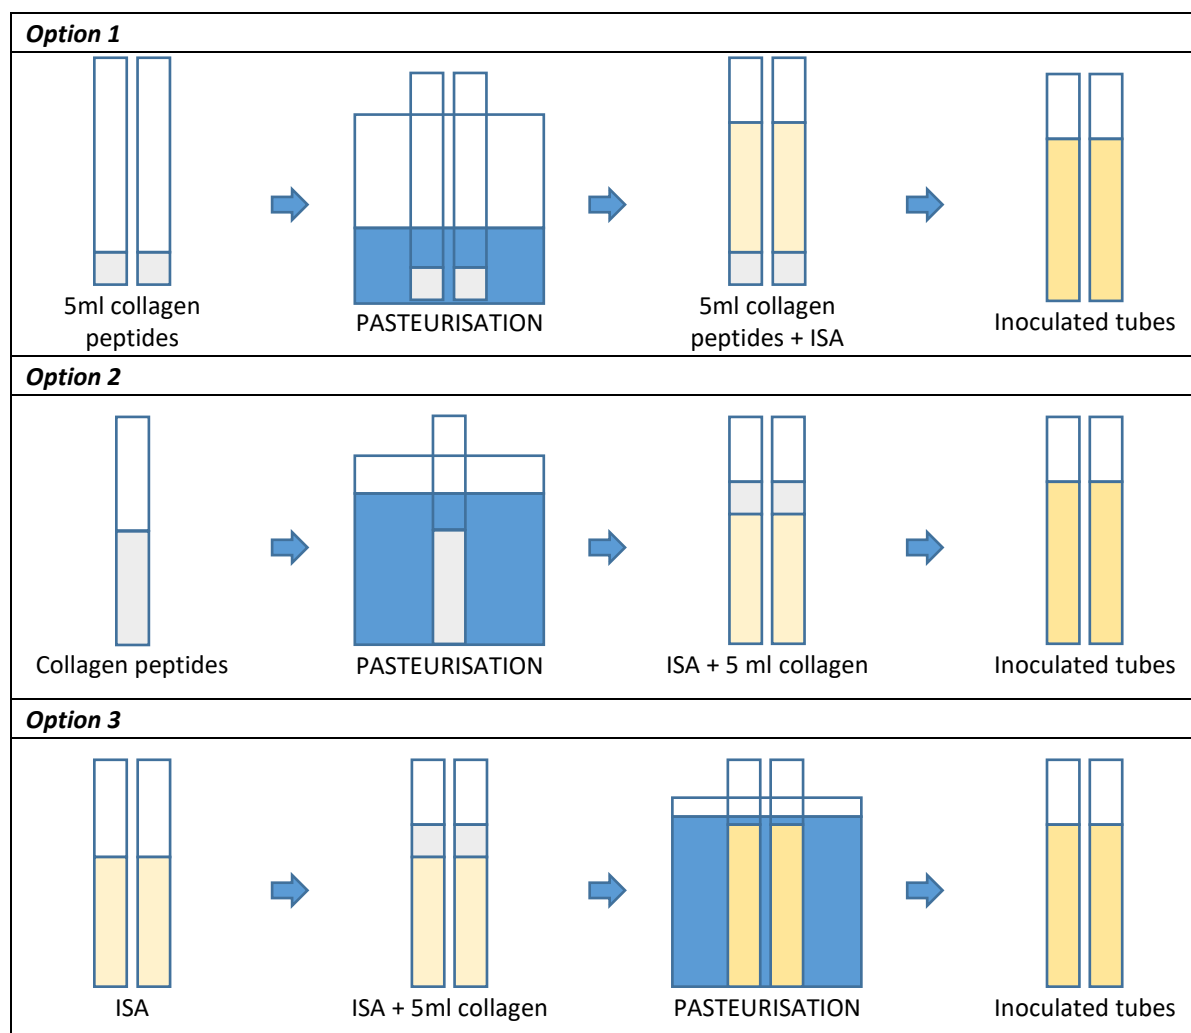 Option 1
5ml collagen
peptides
PASTEURISATION
5ml collagen
peptides + ISA
Inoculated tubes
Option 2
Collagen peptides
PASTEURISATION
ISA + 5 ml collagen
Inoculated tubes
Option 3
ISA
ISA + 5ml collagen
PASTEURISATION
Inoculated tubes